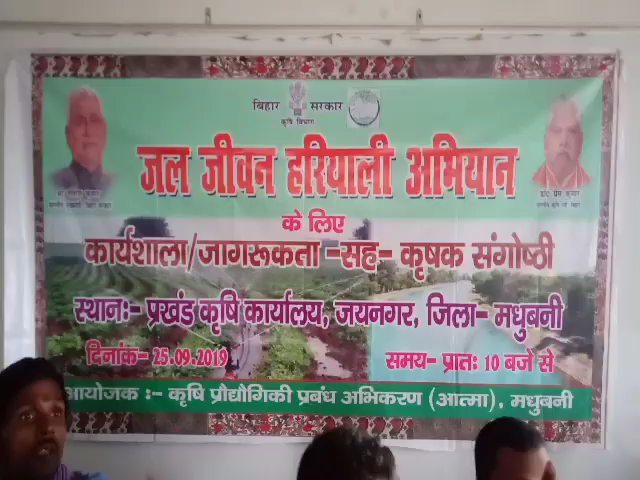 बिहार सरकार
कृषि विभाग
जल जीवन हरियाली अभियान
डा० प्रेम कुमार
के लिए
कार्यशाला/जागरूकता -सह- कृषक संगोष्ठी
स्थानः- प्रखंड कृषि कार्यालय, जयनगर, जिला- मधुबनी
दिनांक- 25.09.2019
समय- प्रातः 10 बजे से
आयोजक :- कृषि प्रौद्योगिकी प्रबंध अभिकरण (आत्मा), मधुबनी